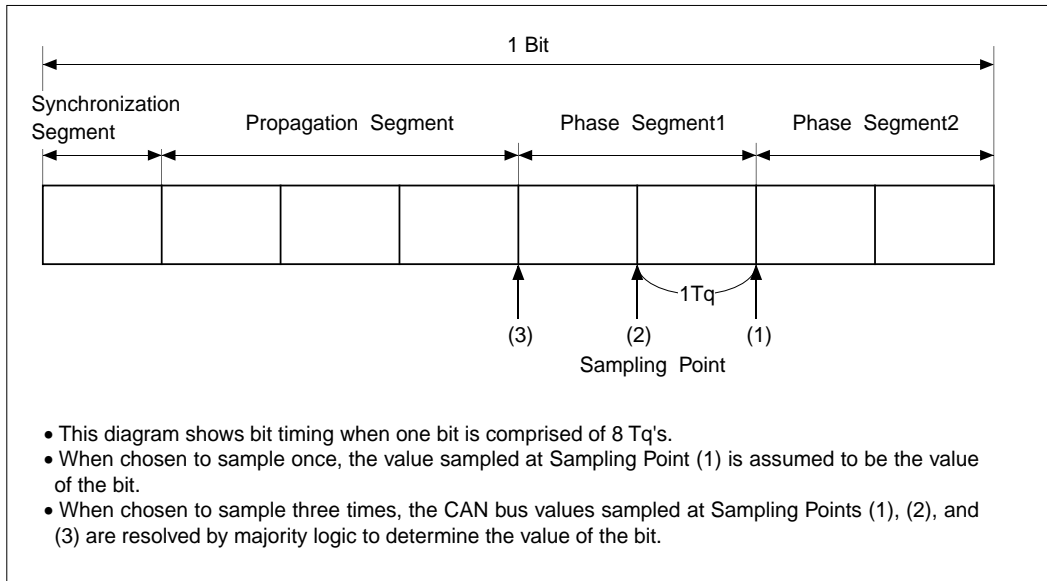 1 Bit
Synchronization
Segment
Propagation Segment
Phase Segment1
Phase Segment2
1Tq
(3)
(2)
(1)
Sampling Point
• This diagram shows bit timing when one bit is comprised of 8 Tq's.
• When chosen to sample once, the value sampled at Sampling Point (1) is assumed to be the value
of the bit.
• When chosen to sample three times, the CAN bus values sampled at Sampling Points (1), (2), and
(3) are resolved by majority logic to determine the value of the bit.